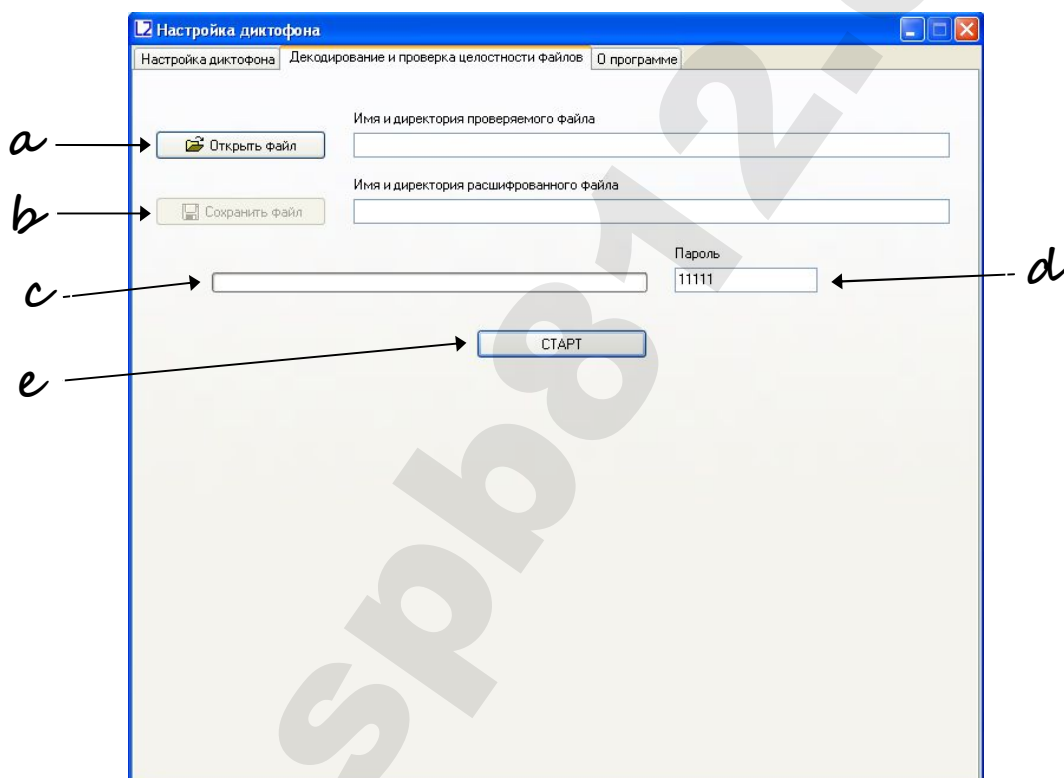 Настройка диктофона
Настройка диктофона Декодирование и проверка целостности файлов О программе
Имя и директория проверяемого файла
a Открыть файл
Имя и директория расшифрованного файла
b Сохранить файл
Пароль
c 11111 d
e СТАРТ
spb812.